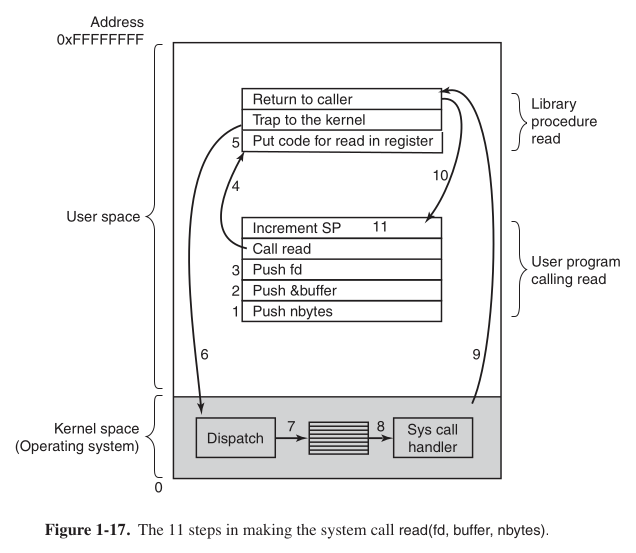 Address
0xFFFFFFFF
Return to caller
Trap to the kernel
5 Put code for read in register
Library
procedure
read
4
10
User space
Increment SP 11
Call read
3 Push fd
2 Push &buffer
1 Push nbytes
User program
calling read
6
9
Kernel space
(Operating system)
Dispatch
7
8
Sys call
handler
0
Figure 1-17. The 11 steps in making the system call read(fd, buffer, nbytes).